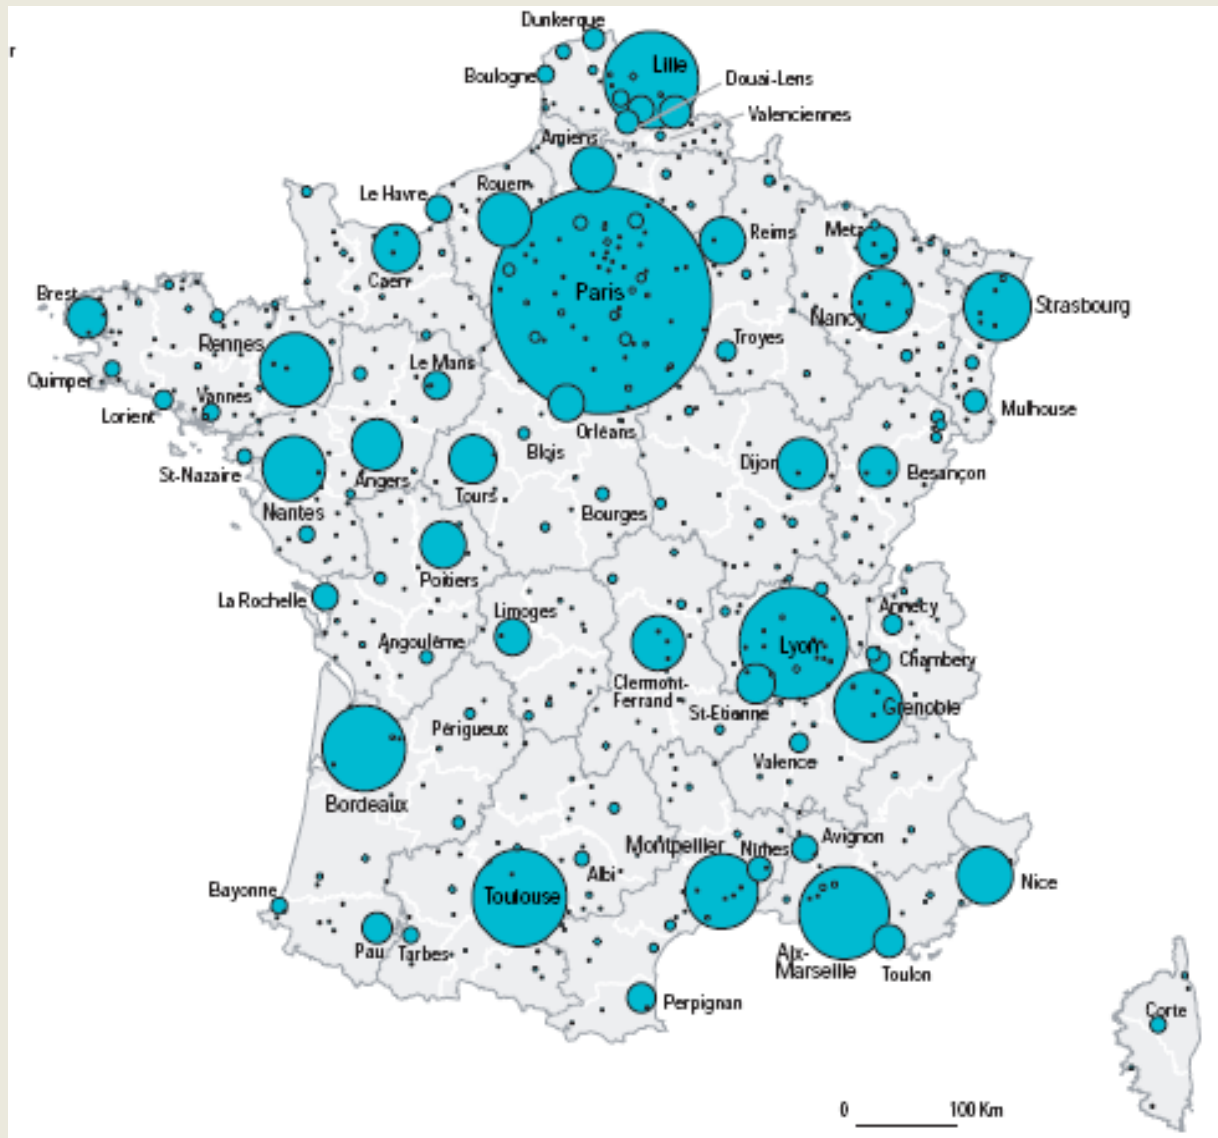 r
Dunkerque
Lille
Boulogne
Douai-Lens
Valenciennes
Amiens
Le Havre
Rouen
Reims
Metz
Caen
Brest
Paris
Nancy
Strasbourg
Rennes
Troyes
Le Mans
Quimper
Vannes
Lorient
Mulhouse
Orléans
Blois
St-Nazaire
Angers
Tours
Dijon
Besançon
Nantes
Bourges
Poitiers
La Rochelle
Limoges
Annecy
Angoulême
Lyon
Chambery
Clermont-
Ferrand
St-Etienne
Grenoble
Périgueux
Valence
Bordeaux
Montpellier
Nimes
Avignon
Albi
Toulouse
Nice
Bayonne
Pau
Tarbes
Aix-
Marseille
Toulon
Perpignan
Corte
0
100 Km